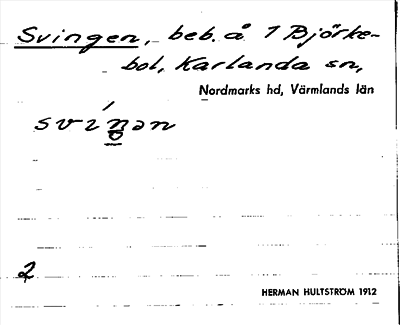 Svingen, beb. å 1 Björke-
bol, Karlanda sn,
Nordmarks hd, Värmlands län
2
HERMAN HULTSTRÖM 1912